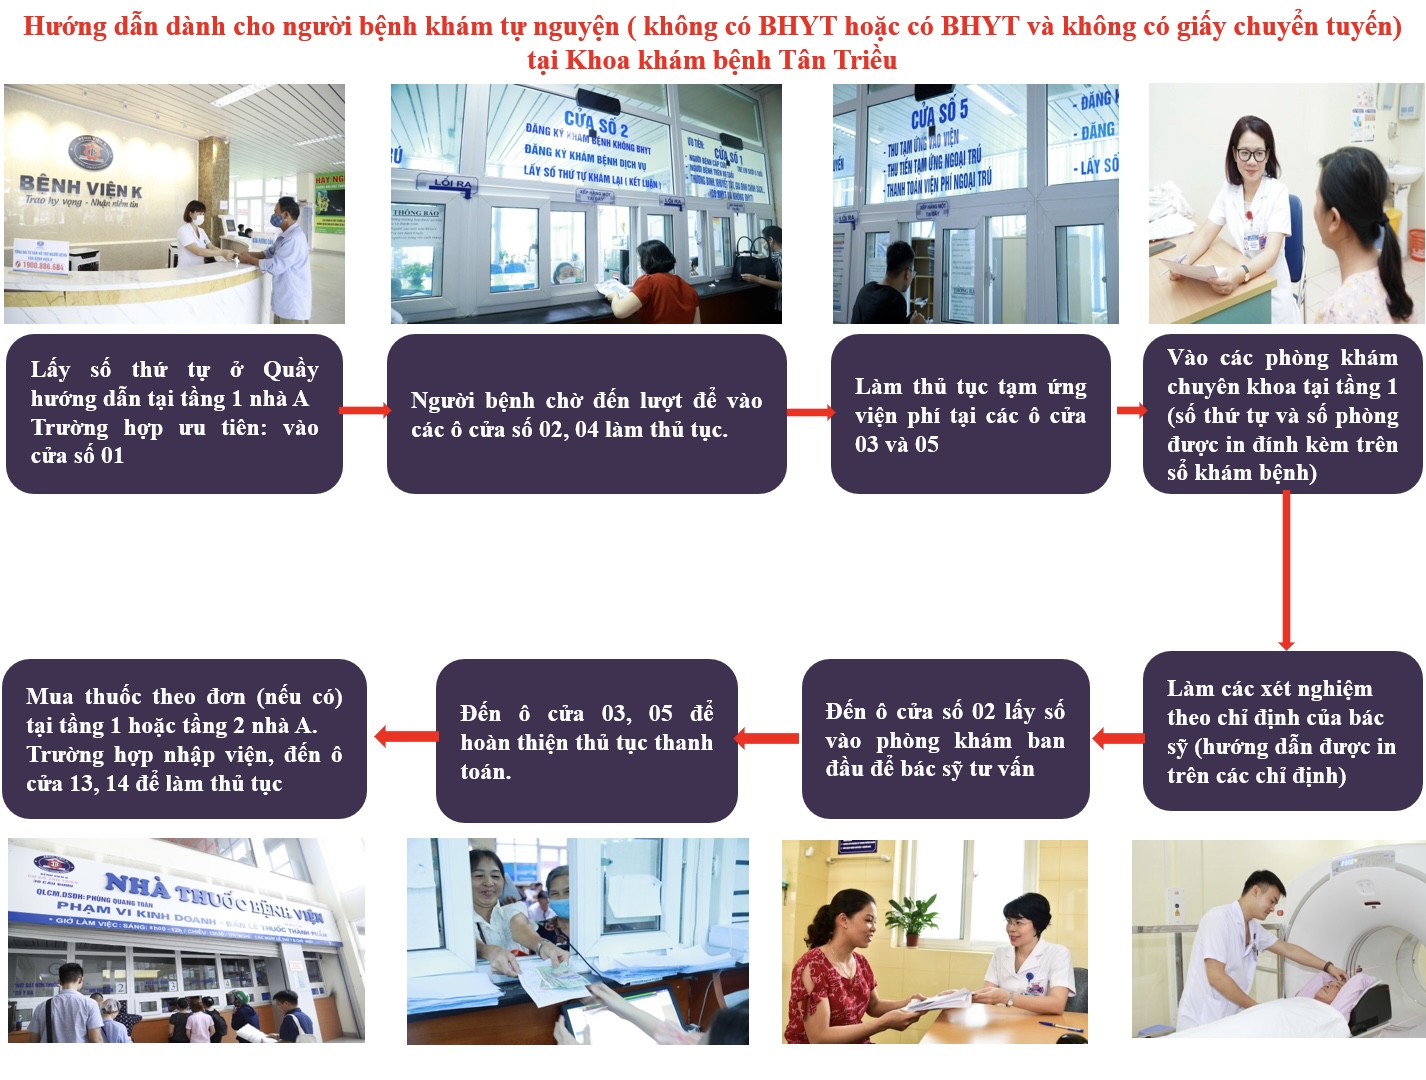 Hướng dẫn dành cho người bệnh khám tự nguyện ( không có BHYT hoặc có BHYT và không có giấy chuyển tuyến)
tại Khoa khám bệnh Tân Triều
BỆNH VIỆN K
Trao hy vọng - Nhận niềm tin
1900.886.684
LỐI RA
THÔNG BÁO
CỬA SỐ 2
ĐĂNG KÝ KHÁM BỆNH KHÔNG BHYT
ĐĂNG KÝ KHÁM BỆNH DỊCH VỤ
LẤY SỐ THỨ TỰ KHÁM LẠI ( KẾT LUẬN )
CỬA SỐ 1
LỐI RA
CỬA SỐ 5
- THU TẠM ỨNG VÀO VIỆN
- THU TIỀN TẠM ỨNG NGOẠI TRÚ
- THANH TOÁN VIỆN PHÍ NGOẠI TRÚ
LỐI RA
- ĐĂNG
- ĐĂNG
- LẤY SỐ
Lấy số thứ tự ở Quầy
hướng dẫn tại tầng 1 nhà A
Trường hợp ưu tiên: vào
cửa số 01
Người bệnh chờ đến lượt để vào
các ô cửa số 02, 04 làm thủ tục.
Làm thủ tục tạm ứng
viện phí tại các ô cửa
03 và 05
Vào các phòng khám
chuyên khoa tại tầng 1
(số thứ tự và số phòng
được in đính kèm trên
sổ khám bệnh)
Mua thuốc theo đơn (nếu có)
tại tầng 1 hoặc tầng 2 nhà A.
Trường hợp nhập viện, đến ô
cửa 13, 14 để làm thủ tục
Đến ô cửa 03, 05 để
hoàn thiện thủ tục thanh
toán.
Đến ô cửa số 02 lấy số
vào phòng khám ban
đầu để bác sỹ tư vấn
Làm các xét nghiệm
theo chỉ định của bác
sỹ (hướng dẫn được in
trên các chỉ định)
NHÀ THUỐC BỆNH VIỆN
QLCM.DSĐH: PHÙNG QUANG TOÀN
PHẠM VI KINH DOANH - BÁN LẺ THUỐC THÀNH PHẨM